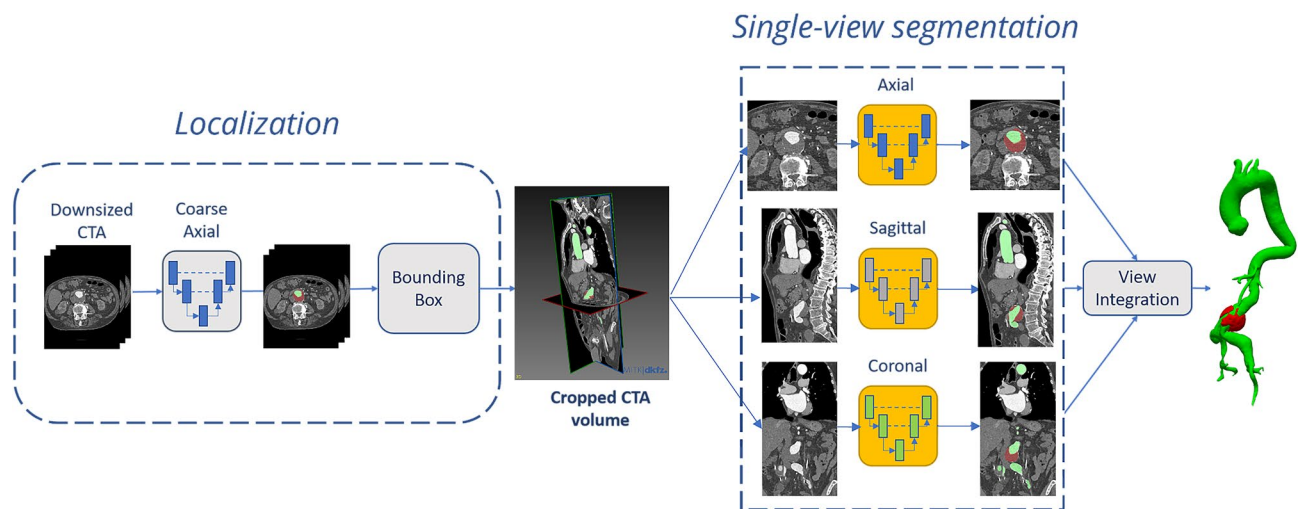 Single-view segmentation
Localization
Downsized
CTA
Coarse
Axial
Bounding
Box
Cropped CTA
volume
Axial
Sagittal
Coronal
View
Integration